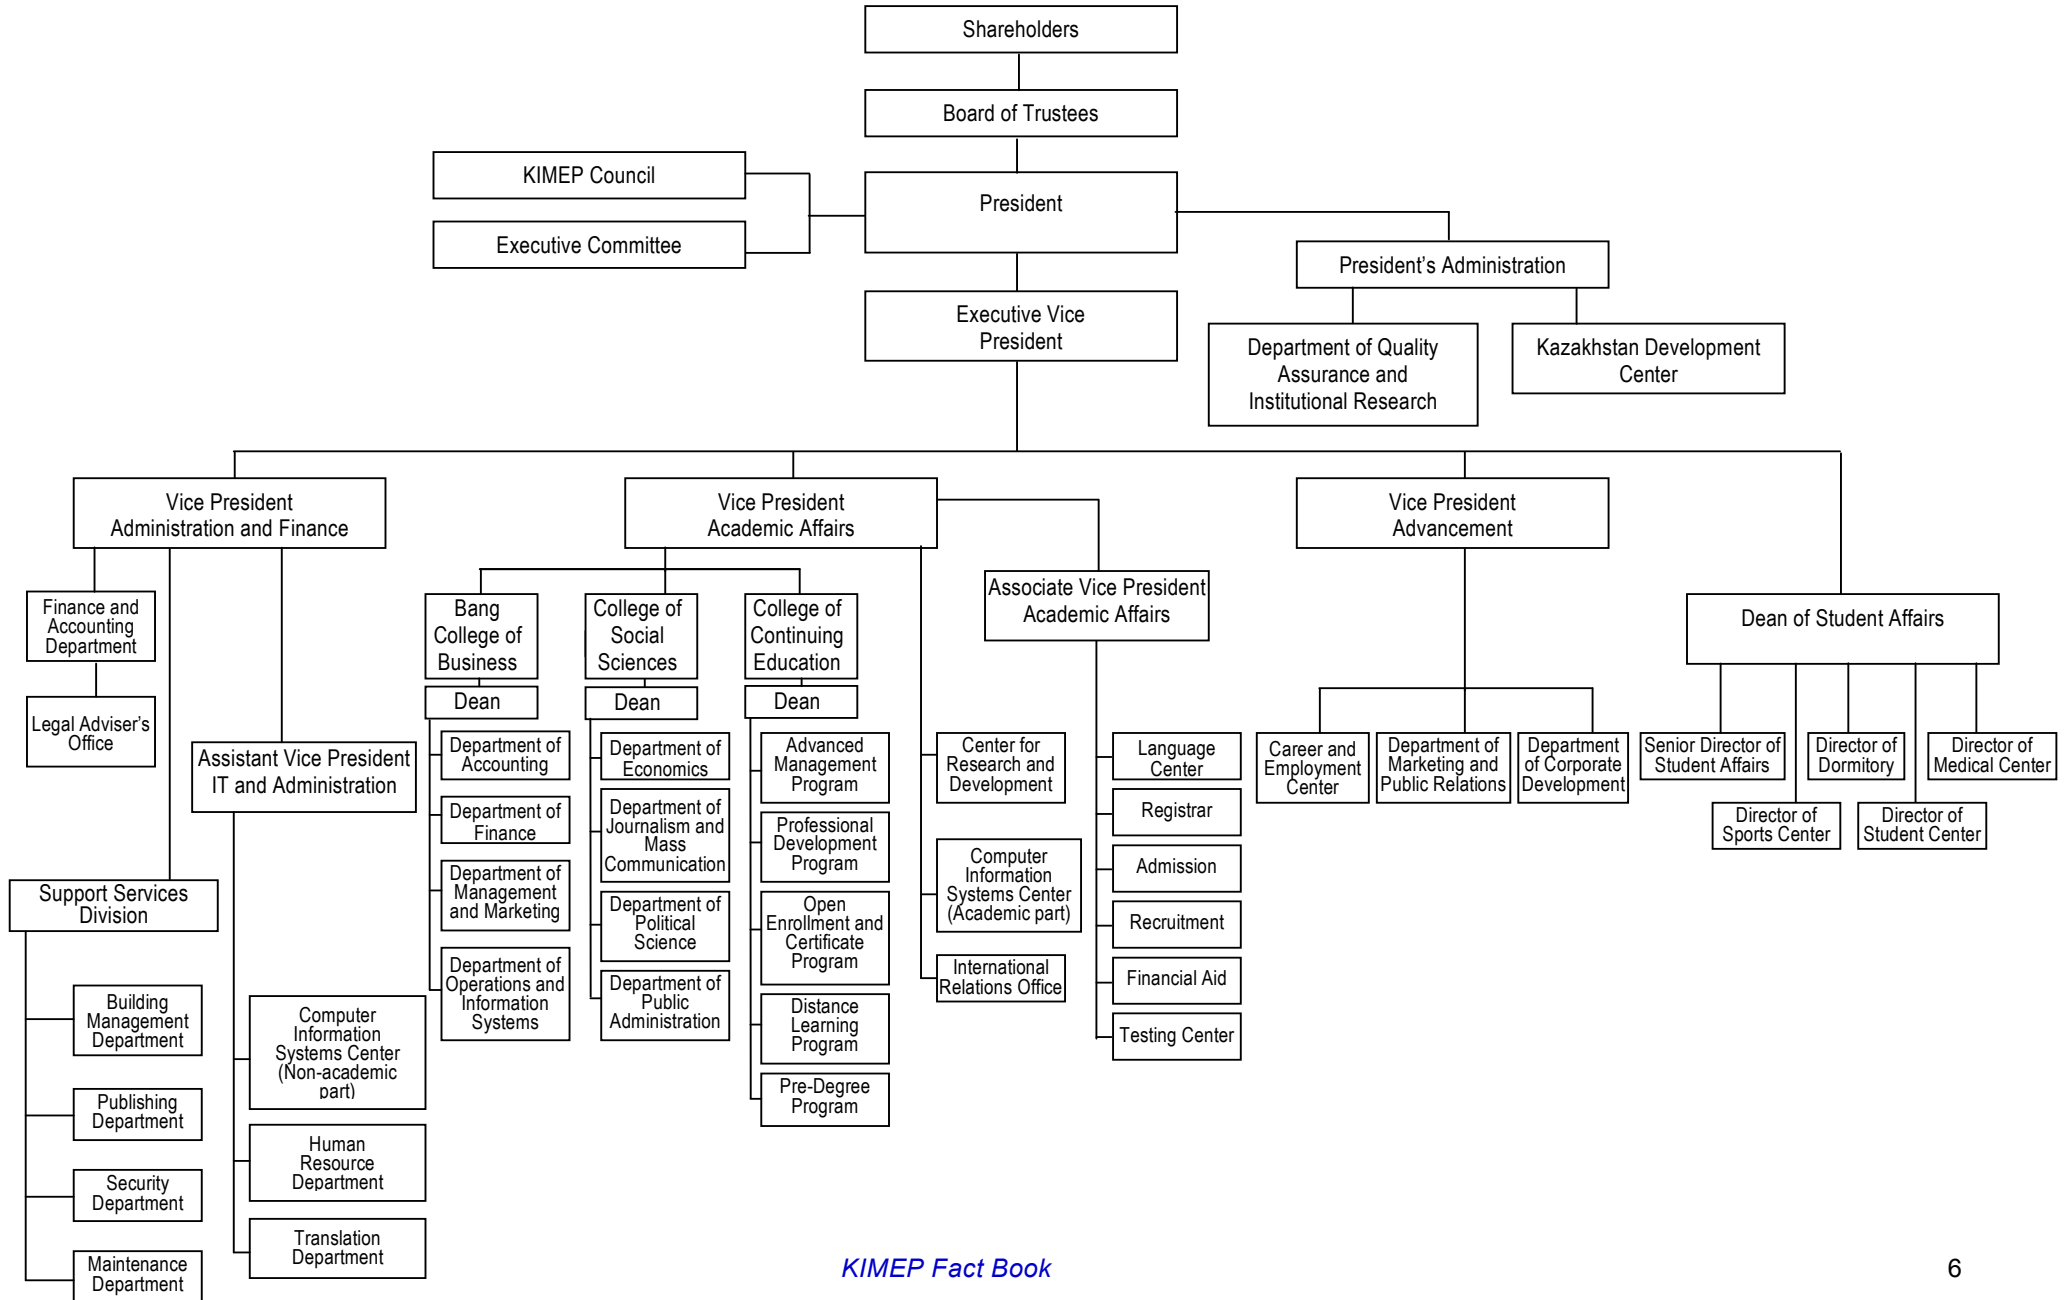 Shareholders
Board of Trustees
KIMEP Council
President
Executive Committee
President's Administration
Executive Vice
President
Department of Quality
Assurance and
Institutional Research
Kazakhstan Development
Center
Vice President
Administration and Finance
Vice President
Academic Affairs
Vice President
Advancement
Associate Vice President
Academic Affairs
Dean of Student Affairs
Finance and
Accounting
Department
Legal Adviser's
Office
Assistant Vice President
IT and Administration
Support Services
Division
Building
Management
Department
Publishing
Department
Security
Department
Maintenance
Department
Computer
Information
Systems Center
(Non-academic
part)
Human
Resource
Department
Translation
Department
Bang
College of
Business
Dean
Department of
Accounting
Department of
Finance
Department of
Management
and Marketing
Department of
Operations and
Information
Systems
College of
Social
Sciences
Dean
Department of
Economics
Department of
Journalism and
Mass
Communication
Department of
Political
Science
Department of
Public
Administration
College of
Continuing
Education
Dean
Advanced
Management
Program
Professional
Development
Program
Open
Enrollment and
Certificate
Program
Distance
Learning
Program
Pre-Degree
Program
Center for
Research and
Development
Computer
Information
Systems Center
(Academic part)
International
Relations Office
Language
Center
Registrar
Admission
Recruitment
Financial Aid
Testing Center
Career and
Employment
Center
Department of
Marketing and
Public Relations
Department
of Corporate
Development
Senior Director of
Student Affairs
Director of
Sports Center
Director of
Dormitory
Director of
Student Center
Director of
Medical Center
KIMEP Fact Book
6